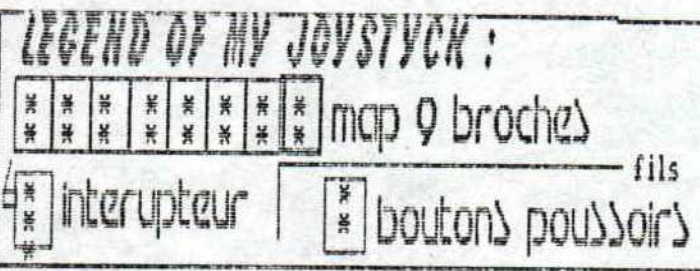 LEGEND OF MY JOYSTYCK :
map 9 broches
fils
interupteur
boutons poussoirs